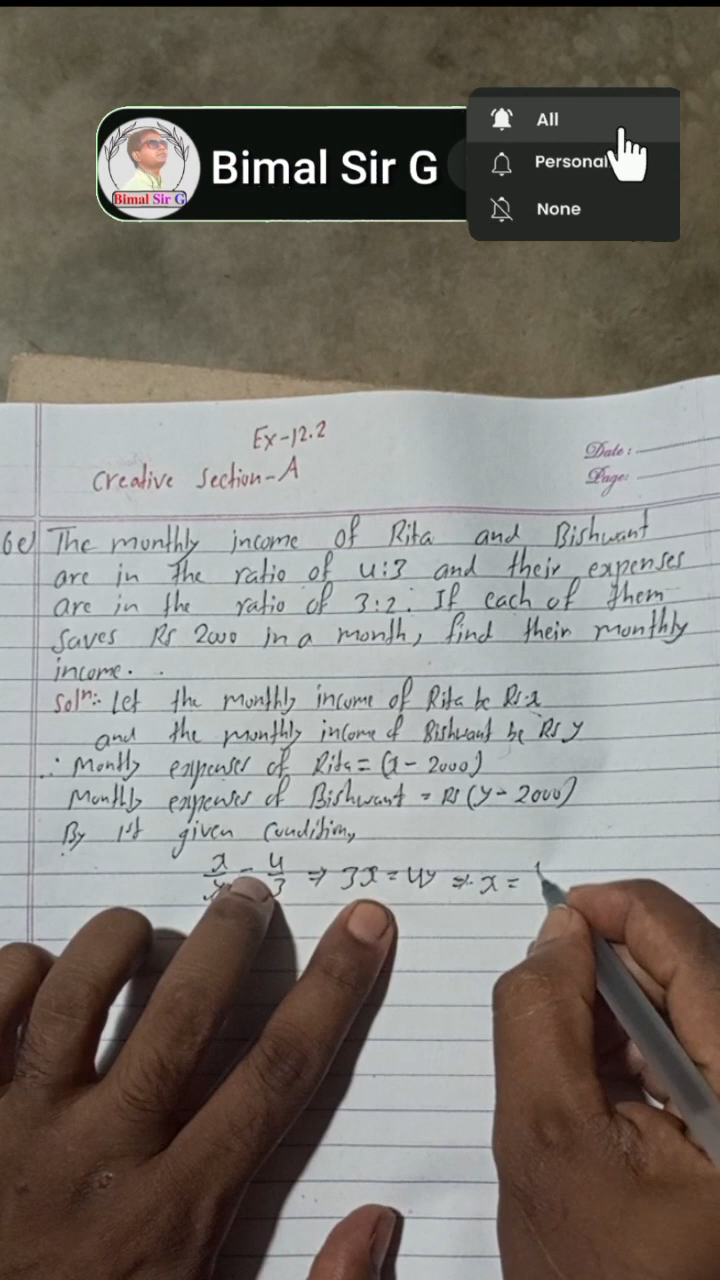 Bimal Sir G
Bimal Sir G
All
Personal
None
Ex-12.2
Creative Section-A
Date:
Page:
6e) The monthly income of Rita and Bishwant
are in the ratio of 4:3 and their expenses
are in the ratio of 3:2. If each of them
saves Rs 2000 in a month, find their monthly
income.
Solⁿ:- Let the monthly income of Rita be Rs.x
and the monthly income of Bishwant be Rs y
∴ Montly expenses of Rita = (x - 2000)
Monthly expenses of Bishwant = Rs (y - 2000)
By 1st given Condition,
x/y = 4/3 ⇒ 3x = 4y ⇒ x =